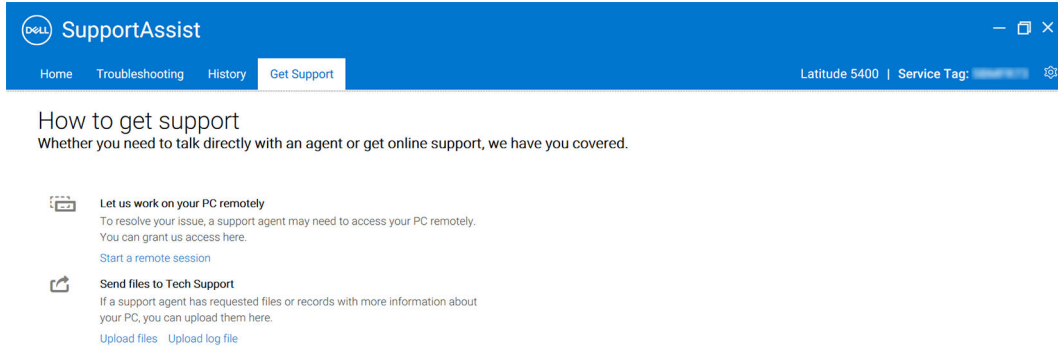 DELL SupportAssist
Home Troubleshooting History Get Support Latitude 5400 | Service Tag:
How to get support
Whether you need to talk directly with an agent or get online support, we have you covered.
Let us work on your PC remotely
To resolve your issue, a support agent may need to access your PC remotely.
You can grant us access here.
Start a remote session
Send files to Tech Support
If a support agent has requested files or records with more information about
your PC, you can upload them here.
Upload files Upload log file